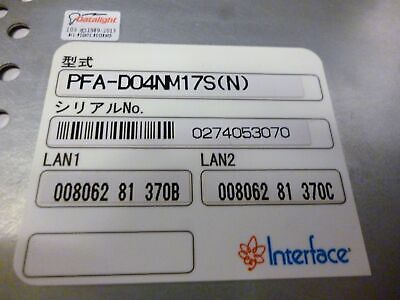 Datalight
型式
PFA-D04NM17S(N)
シリアルNo.
0274053070
LAN1
LAN2
008062 81 370B
008062 81 370C
Interface